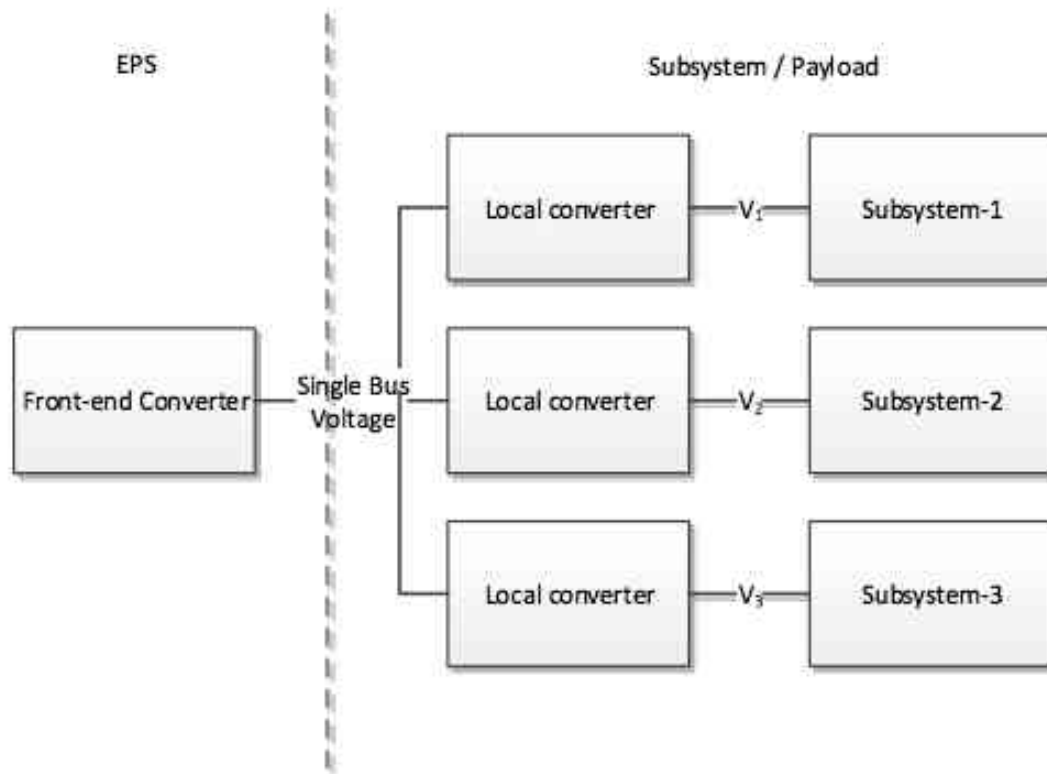 EPS
Subsystem / Payload
Local converter
V₁
Subsystem-1
Front-end Converter
Single Bus
Voltage
Local converter
V₂
Subsystem-2
Local converter
V₃
Subsystem-3